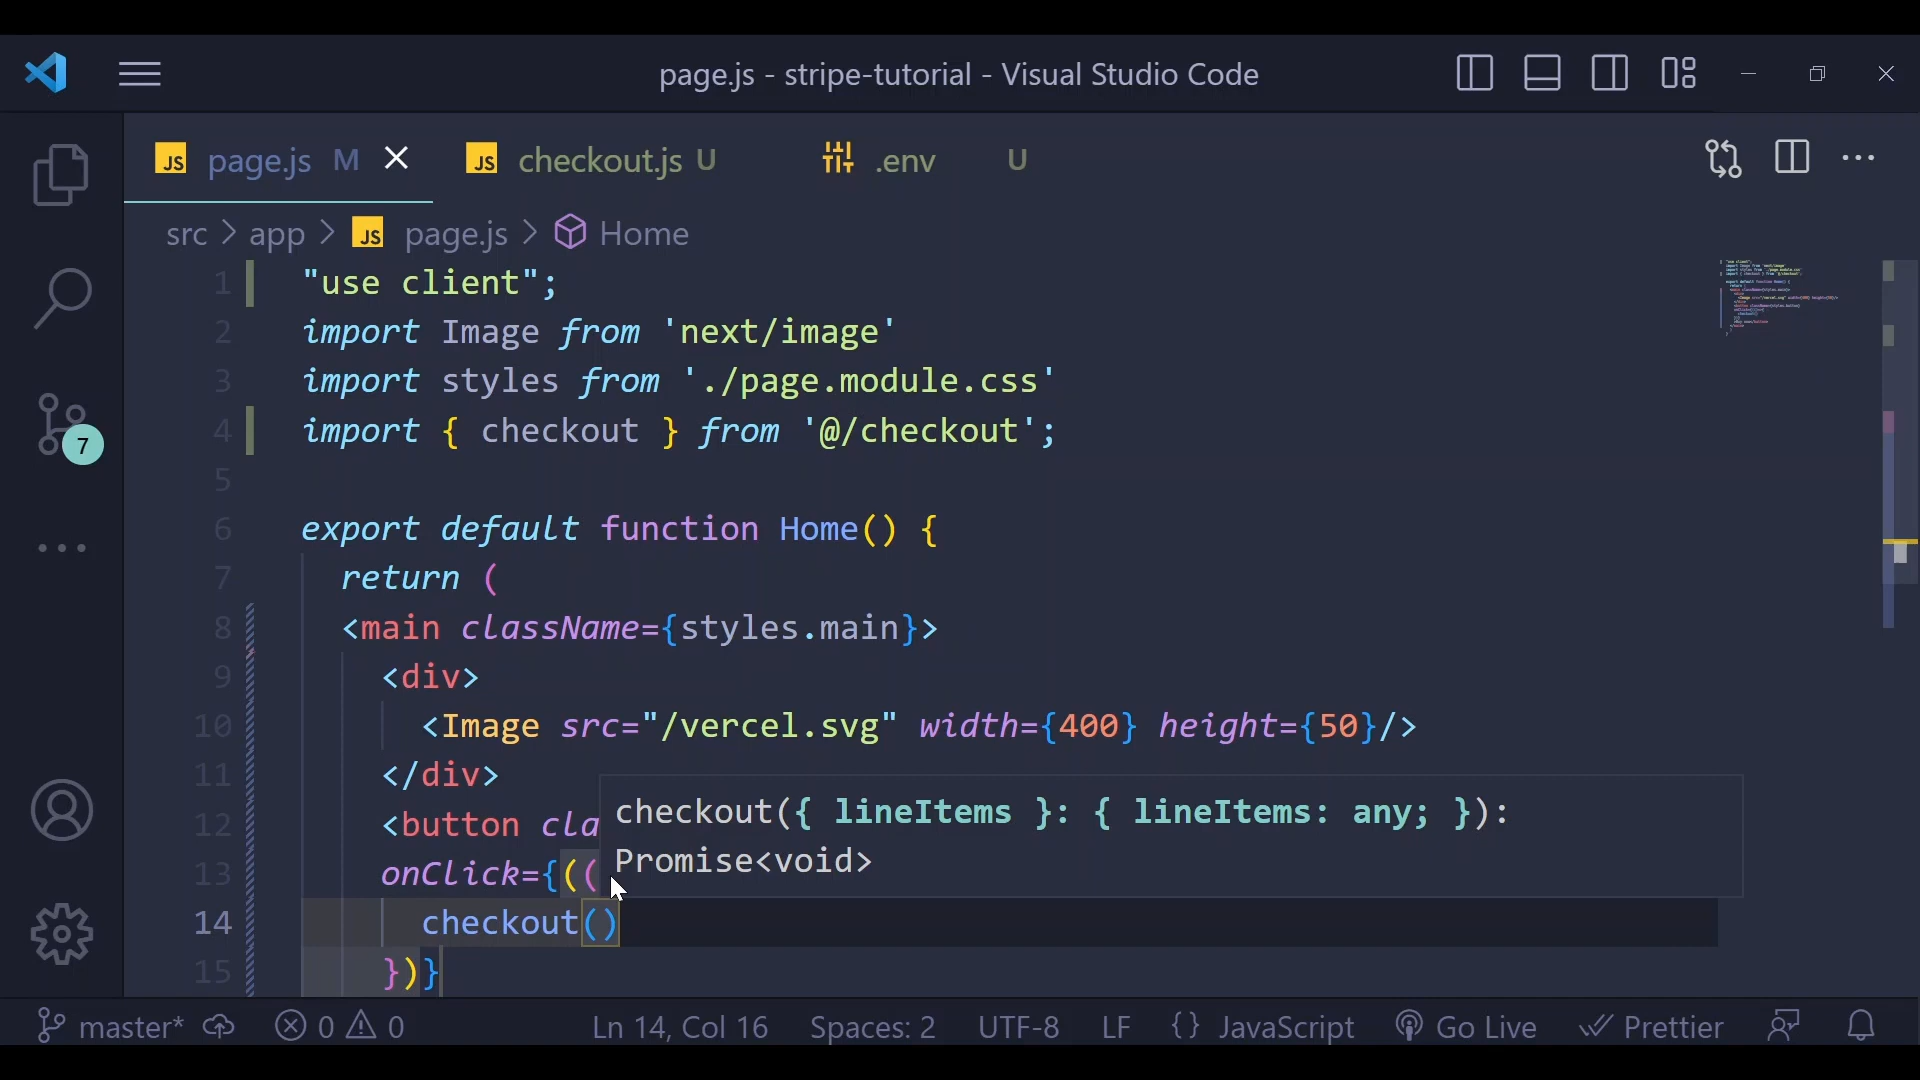 page.js - stripe-tutorial - Visual Studio Code
JS page.js M JS checkout.js U .env U
src > app > JS page.js > Home
1 "use client";
2 import Image from 'next/image'
3 import styles from './page.module.css'
4 import { checkout } from '@/checkout';
5
6 export default function Home() {
7 return (
8 <main className={styles.main}>
9 <div>
10 <Image src="/vercel.svg" width={400} height={50}/>
11 </div>
12 <button cla
checkout({ lineItems }: { lineItems: any; }):
Promise<void>
13 onClick={((
14 checkout()
15 })}
7
master* 0 0 Ln 14, Col 16 Spaces: 2 UTF-8 LF {} JavaScript Go Live Prettier